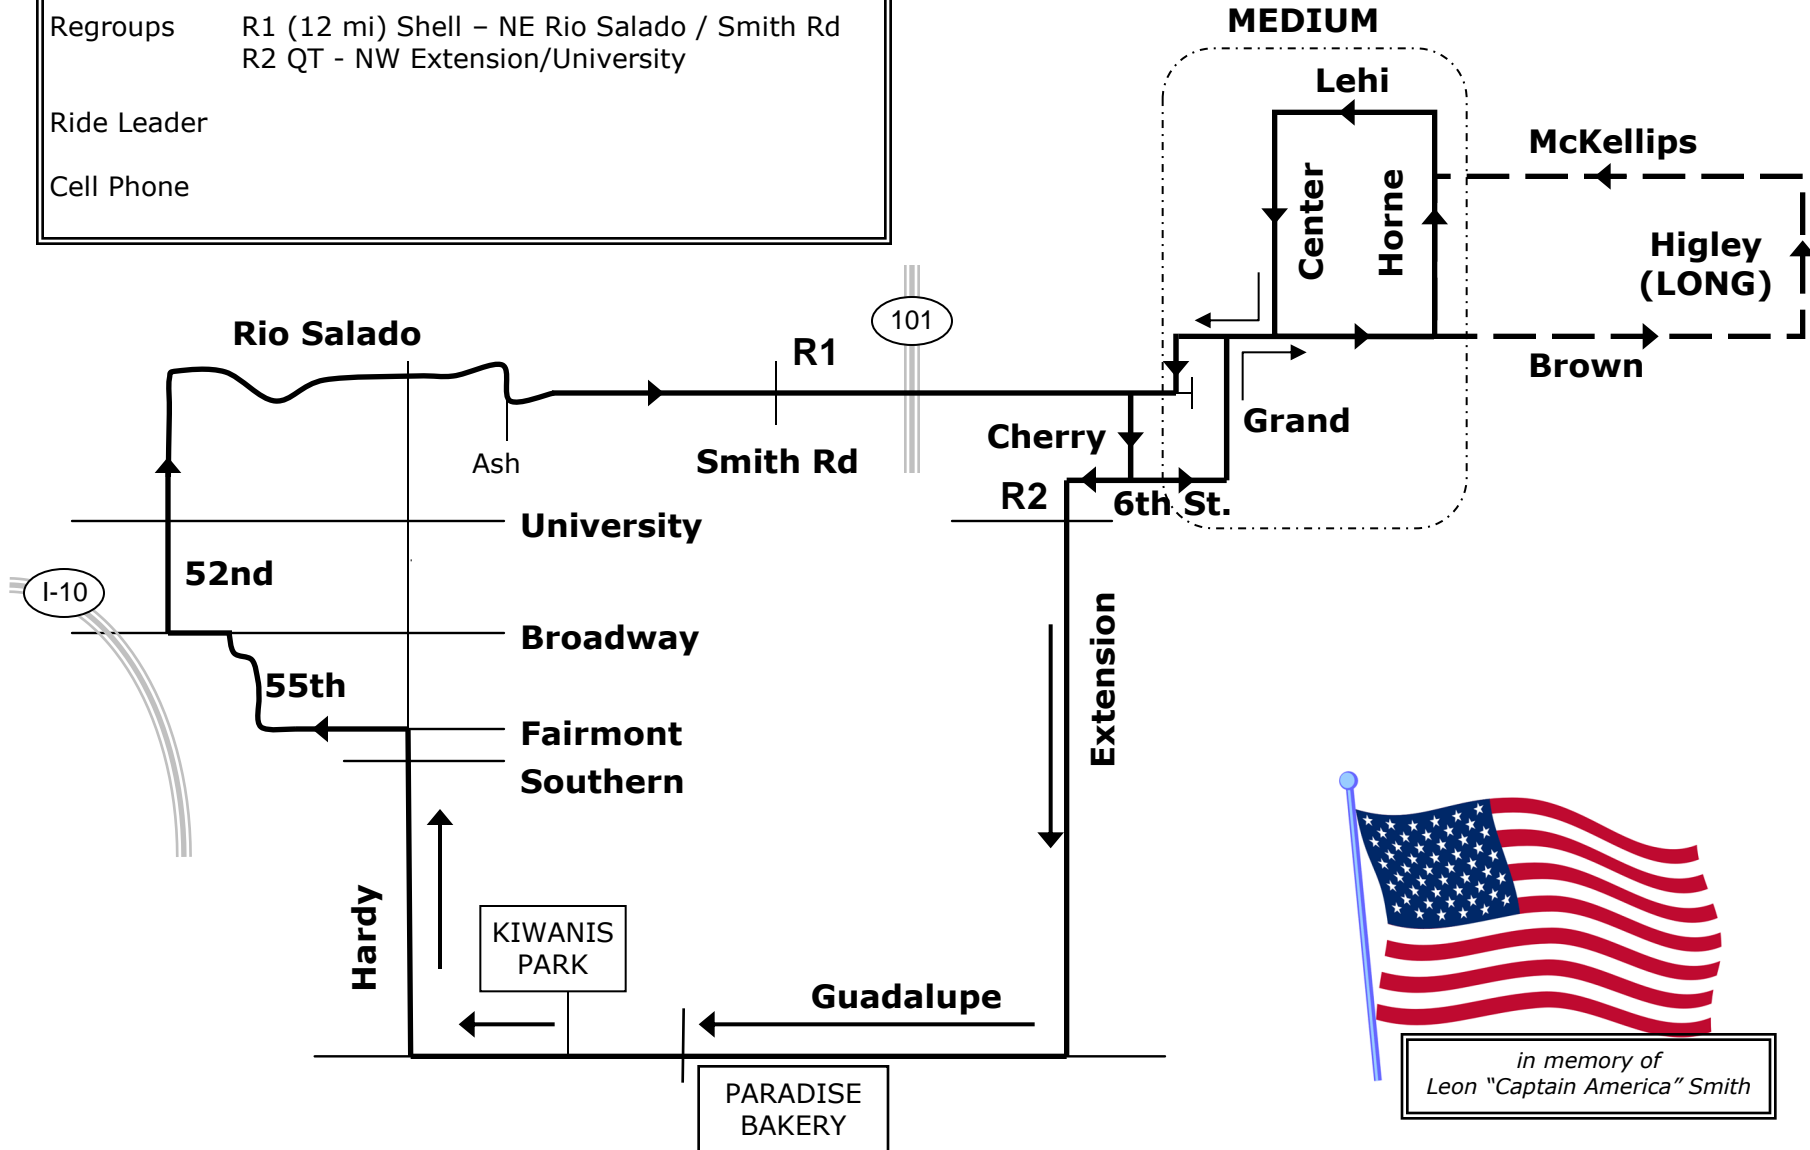 Regroups R1 (12 mi) Shell – NE Rio Salado / Smith Rd
R2 QT - NW Extension/University
Ride Leader
Cell Phone
MEDIUM
Lehi
McKellips
Center
Horne
Higley
(LONG)
101
Rio Salado
R1
Brown
Grand
Cherry
Ash
Smith Rd
R2
6th St.
University
52nd
I-10
Broadway
Extension
55th
Fairmont
Southern
Hardy
KIWANIS
PARK
Guadalupe
PARADISE
BAKERY
in memory of
Leon “Captain America” Smith